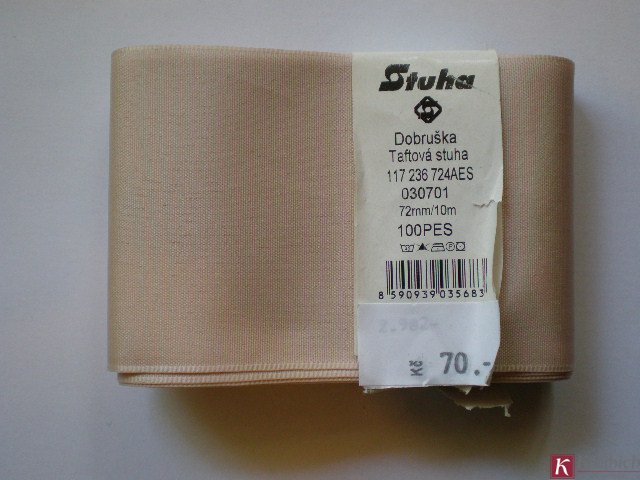 Stuha
Dobruška
Taftová stuha
117 236 724AES
030701
72mm/10m
100PES
8 590939 035683
Kč 70.-
K